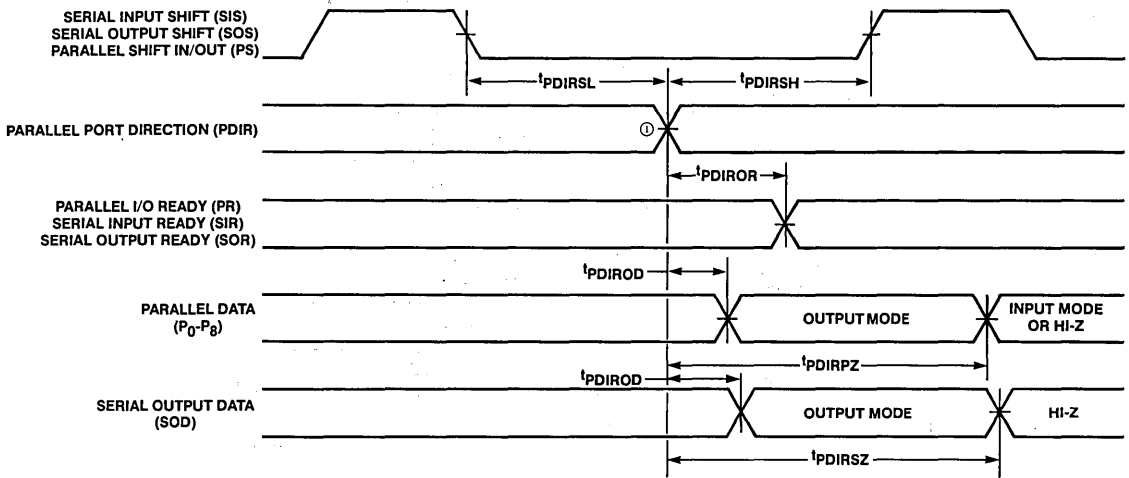 SERIAL INPUT SHIFT (SIS)
SERIAL OUTPUT SHIFT (SOS)
PARALLEL SHIFT IN/OUT (PS)
tPDIRSL
tPDIRSH
PARALLEL PORT DIRECTION (PDIR)
①
tPDIROR
PARALLEL I/O READY (PR)
SERIAL INPUT READY (SIR)
SERIAL OUTPUT READY (SOR)
tPDIROD
PARALLEL DATA
(P0-P8)
OUTPUT MODE
INPUT MODE
OR HI-Z
tPDIRPZ
tPDIROD
SERIAL OUTPUT DATA
(SOD)
OUTPUT MODE
HI-Z
tPDIRSZ